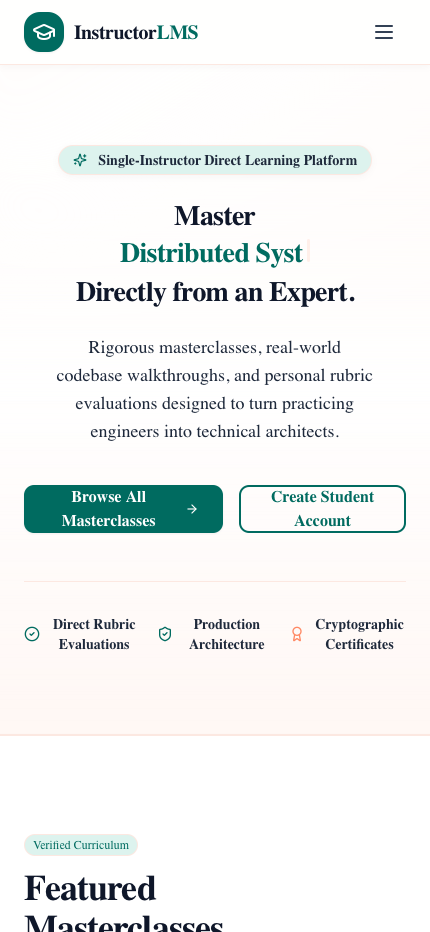 InstructorLMS
Single-Instructor Direct Learning Platform
Master
Distributed Syst
Directly from an Expert.
Rigorous masterclasses, real-world
codebase walkthroughs, and personal rubric
evaluations designed to turn practicing
engineers into technical architects.
Browse All
Masterclasses
Create Student
Account
Direct Rubric
Evaluations
Production
Architecture
Cryptographic
Certificates
Verified Curriculum
Featured
Masterclasses